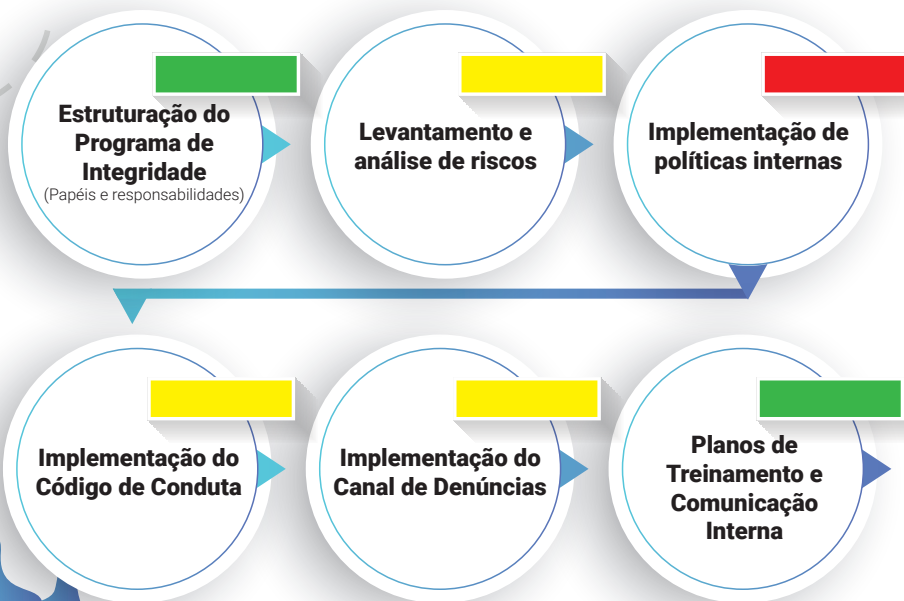 Estruturação do
Programa de
Integridade
(Papéis e responsabilidades)
Levantamento e
análise de riscos
Implementação de
políticas internas
Implementação do
Código de Conduta
Implementação do
Canal de Denúncias
Planos de
Treinamento e
Comunicação
Interna